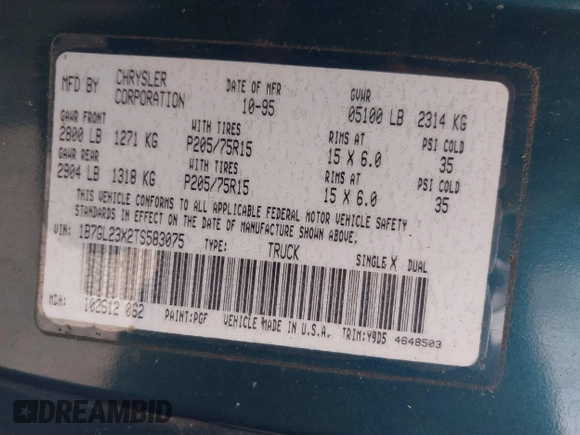 MFD BY CHRYSLER CORPORATION DATE OF MFR 10-95 GVWR 05100 LB 2314 KG
GAWR FRONT WITH TIRES RIMS AT PSI COLD
2800 LB 1271 KG P205/75R15 15 X 6.0 35
GAWR REAR WITH TIRES RIMS AT PSI COLD
2904 LB 1318 KG P205/75R15 15 X 6.0 35
THIS VEHICLE CONFORMS TO ALL APPLICABLE FEDERAL MOTOR VEHICLE SAFETY
STANDARDS IN EFFECT ON THE DATE OF MANUFACTURE SHOWN ABOVE.
VIN: 1B7GL23X2TS583075 TYPE: TRUCK SINGLE X DUAL
MDH: 102612 062 PAINT:PGF VEHICLE MADE IN U.S.A. TRIM:Y9D5 4648503
DREAMBID